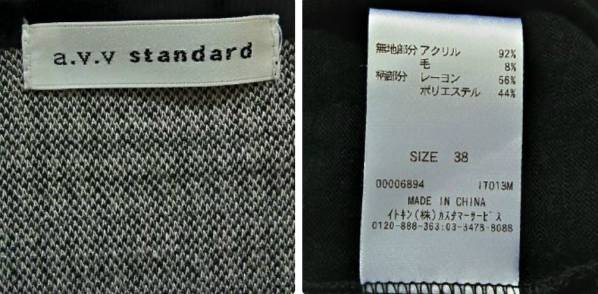 a.v.v standard
無地部分 アクリル 92%
毛 8%
柄部分 レーヨン 56%
ポリエステル 44%
SIZE 38
00006894 IT013M
MADE IN CHINA
イトキン(株)カスタマーサービス
0120-888-363:03-3478-8088